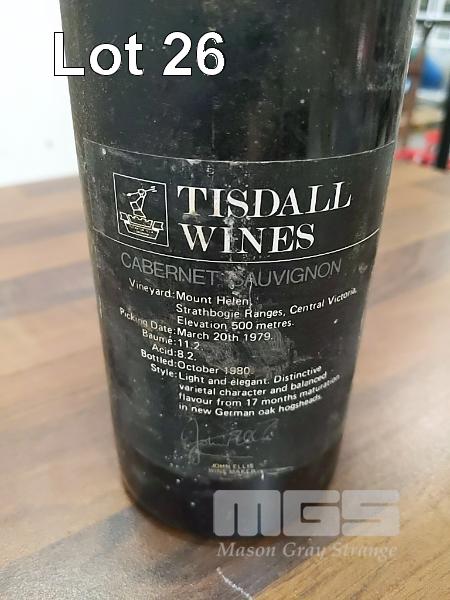 Lot 26
TISDALL
WINES
CABERNET SAUVIGNON
Vineyard: Mount Helen,
Strathbogie Ranges, Central Victoria.
Elevation 500 metres.
Picking Date: March 20th 1979.
Baumé: 11.2.
Acid: 8.2.
Bottled: October 1980.
Style: Light and elegant. Distinctive
varietal character and balanced
flavour from 17 months maturation
in new German oak hogsheads.
JOHN ELLIS
WINE MAKER
MGS
Mason Gray Strange